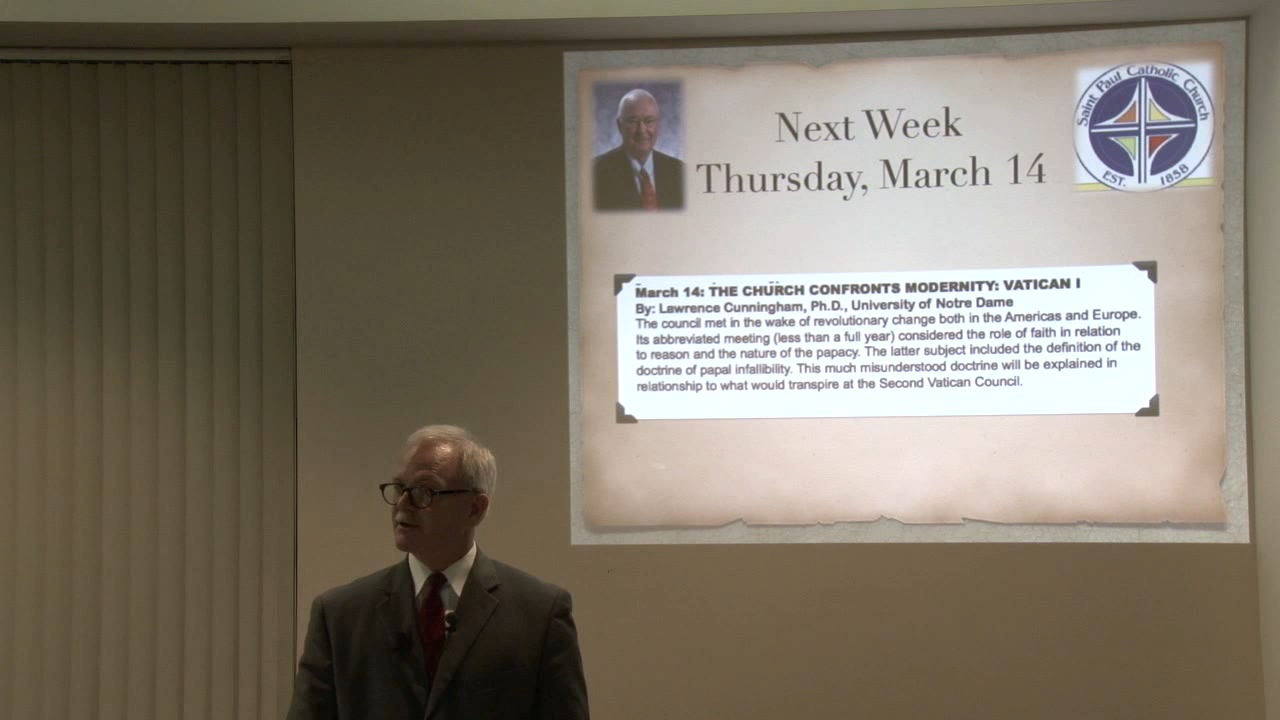 Next Week
Thursday, March 14
Saint Paul Catholic Church
EST. 1838
March 14: THE CHURCH CONFRONTS MODERNITY: VATICAN I
By: Lawrence Cunningham, Ph.D., University of Notre Dame
The council met in the wake of revolutionary change both in the Americas and Europe.
Its abbreviated meeting (less than a full year) considered the role of faith in relation
to reason and the nature of the papacy. The latter subject included the definition of the
doctrine of papal infallibility. This much misunderstood doctrine will be explained in
relationship to what would transpire at the Second Vatican Council.